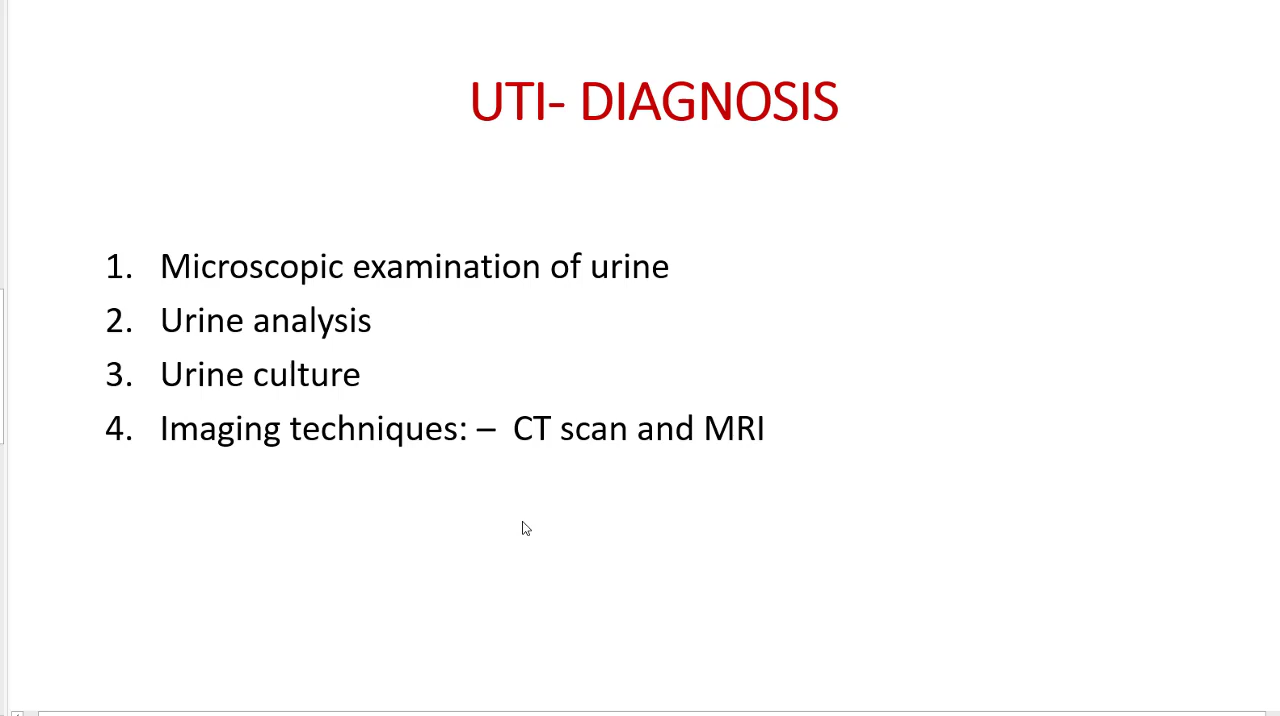 UTI- DIAGNOSIS
1. Microscopic examination of urine
2. Urine analysis
3. Urine culture
4. Imaging techniques: – CT scan and MRI